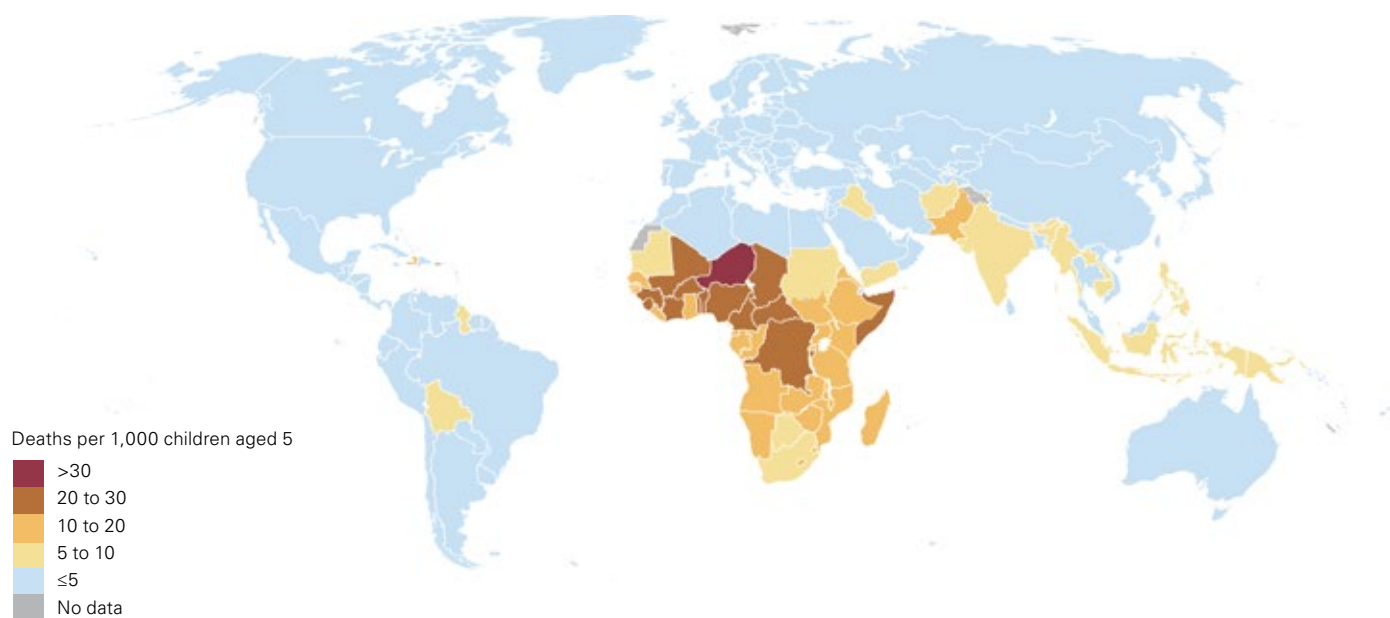 Deaths per 1,000 children aged 5
>30
20 to 30
10 to 20
5 to 10
≤5
No data